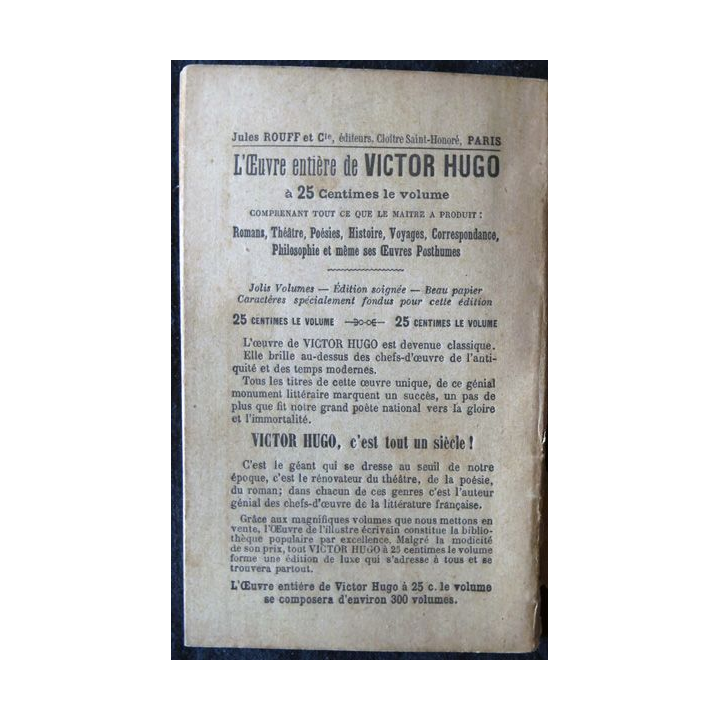 Jules ROUFF et Cie, éditeurs, Cloître Saint-Honoré, PARIS
L'Œuvre entière de VICTOR HUGO
à 25 Centimes le volume
COMPRENANT TOUT CE QUE LE MAITRE A PRODUIT :
Romans, Théâtre, Poésies, Histoire, Voyages, Correspondance,
Philosophie et même ses Œuvres Posthumes
Jolis Volumes — Édition soignée — Beau papier
Caractères spécialement fondus pour cette édition
25 CENTIMES LE VOLUME 25 CENTIMES LE VOLUME
L'œuvre de VICTOR HUGO est devenue classique.
Elle brille au-dessus des chefs-d'œuvre de l'anti-
quité et des temps modernes.
Tous les titres de cette œuvre unique, de ce génial
monument littéraire marquent un succès, un pas de
plus que fit notre grand poète national vers la gloire
et l'immortalité.
VICTOR HUGO, c'est tout un siècle !
C'est le géant qui se dresse au seuil de notre
époque, c'est le rénovateur du théâtre, de la poésie,
du roman; dans chacun de ces genres c'est l'auteur
génial des chefs-d'œuvre de la littérature française.
Grâce aux magnifiques volumes que nous mettons en
vente, l'Œuvre de l'illustre écrivain constitue la biblio-
thèque populaire par excellence. Malgré la modicité
de son prix, tout VICTOR HUGO à 25 centimes le volume
forme une édition de luxe qui s'adresse à tous et se
trouvera partout.
L'Œuvre entière de Victor Hugo à 25 c. le volume
se composera d'environ 300 volumes.